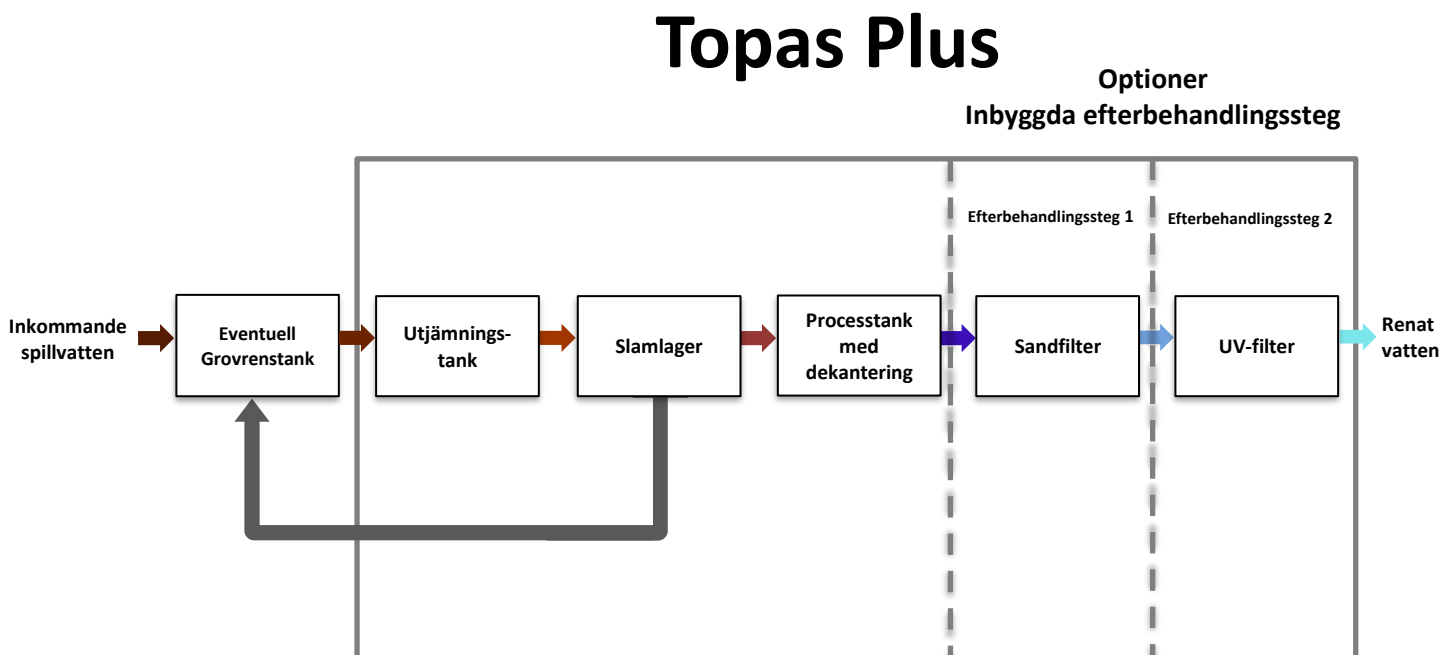 Topas Plus
Optioner
Inbyggda efterbehandlingssteg
Efterbehandlingssteg 1
Efterbehandlingssteg 2
Inkommande
spillvatten
Eventuell
Grovrenstank
Utjämnings-
tank
Slamlager
Processtank
med
dekantering
Sandfilter
UV-filter
Renat
vatten